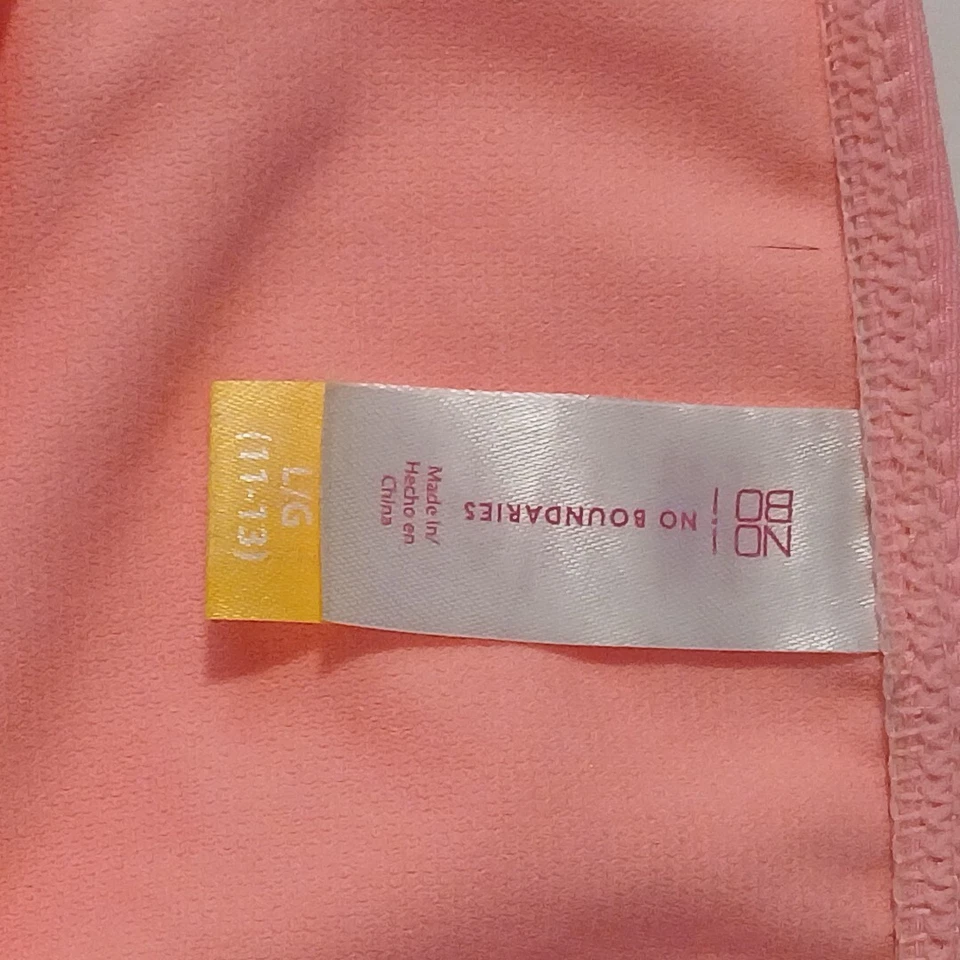 NO
BO
NO BOUNDARIES
Made in/
Hecho en
China
L/G
(11-13)